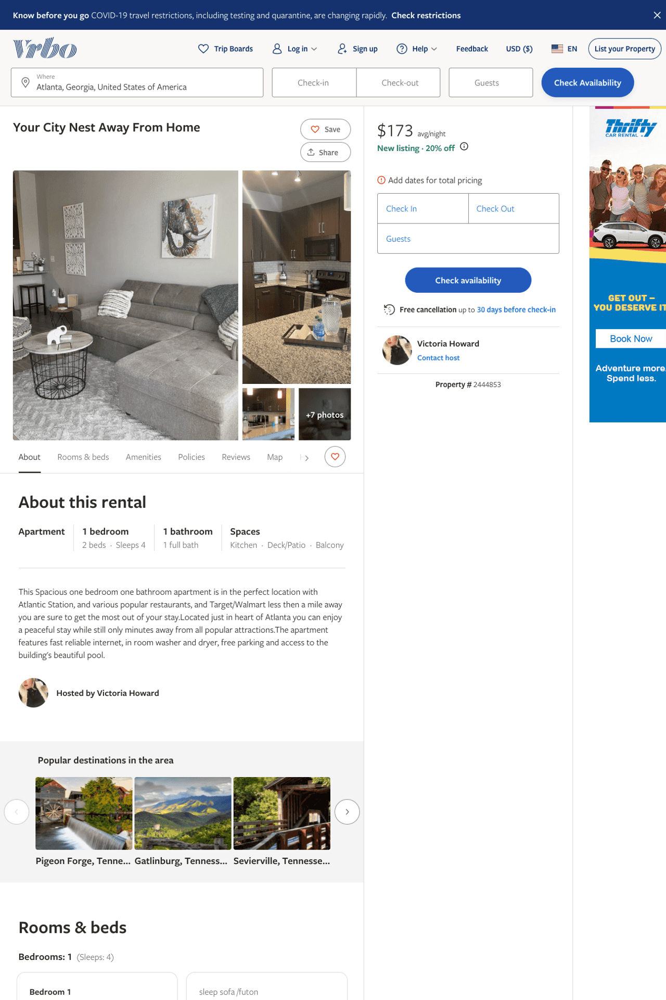 Know before you go COVID-19 travel restrictions, including testing and quarantine, are changing rapidly. Check restrictions
Vrbo
Trip Boards
Log in
Sign up
Help
Feedback
USD ($)
EN
List your Property
Where
Atlanta, Georgia, United States of America
Check-in
Check-out
Guests
Check Availability
Your City Nest Away From Home
Save
Share
+7 photos
$173 avg/night
New listing · 20% off
Add dates for total pricing
Check In
Check Out
Guests
Check availability
Free cancellation up to 30 days before check-in
Victoria Howard
Contact host
Property # 2444853
Thrifty
CAR RENTAL
GET OUT –
YOU DESERVE IT
Book Now
Adventure more.
Spend less.
About
Rooms & beds
Amenities
Policies
Reviews
Map
About this rental
Apartment
1 bedroom
2 beds · Sleeps 4
1 bathroom
1 full bath
Spaces
Kitchen · Deck/Patio · Balcony
This Spacious one bedroom one bathroom apartment is in the perfect location with
Atlantic Station, and various popular restaurants, and Target/Walmart less then a mile away
you are sure to get the most out of your stay.Located just in heart of Atlanta you can enjoy
a peaceful stay while still only minutes away from all popular attractions.The apartment
features fast reliable internet, in room washer and dryer, free parking and access to the
building's beautiful pool.
Hosted by Victoria Howard
Popular destinations in the area
Pigeon Forge, Tenne...
Gatlinburg, Tenness...
Sevierville, Tennesse...
Rooms & beds
Bedrooms: 1 (Sleeps: 4)
Bedroom 1
sleep sofa /futon